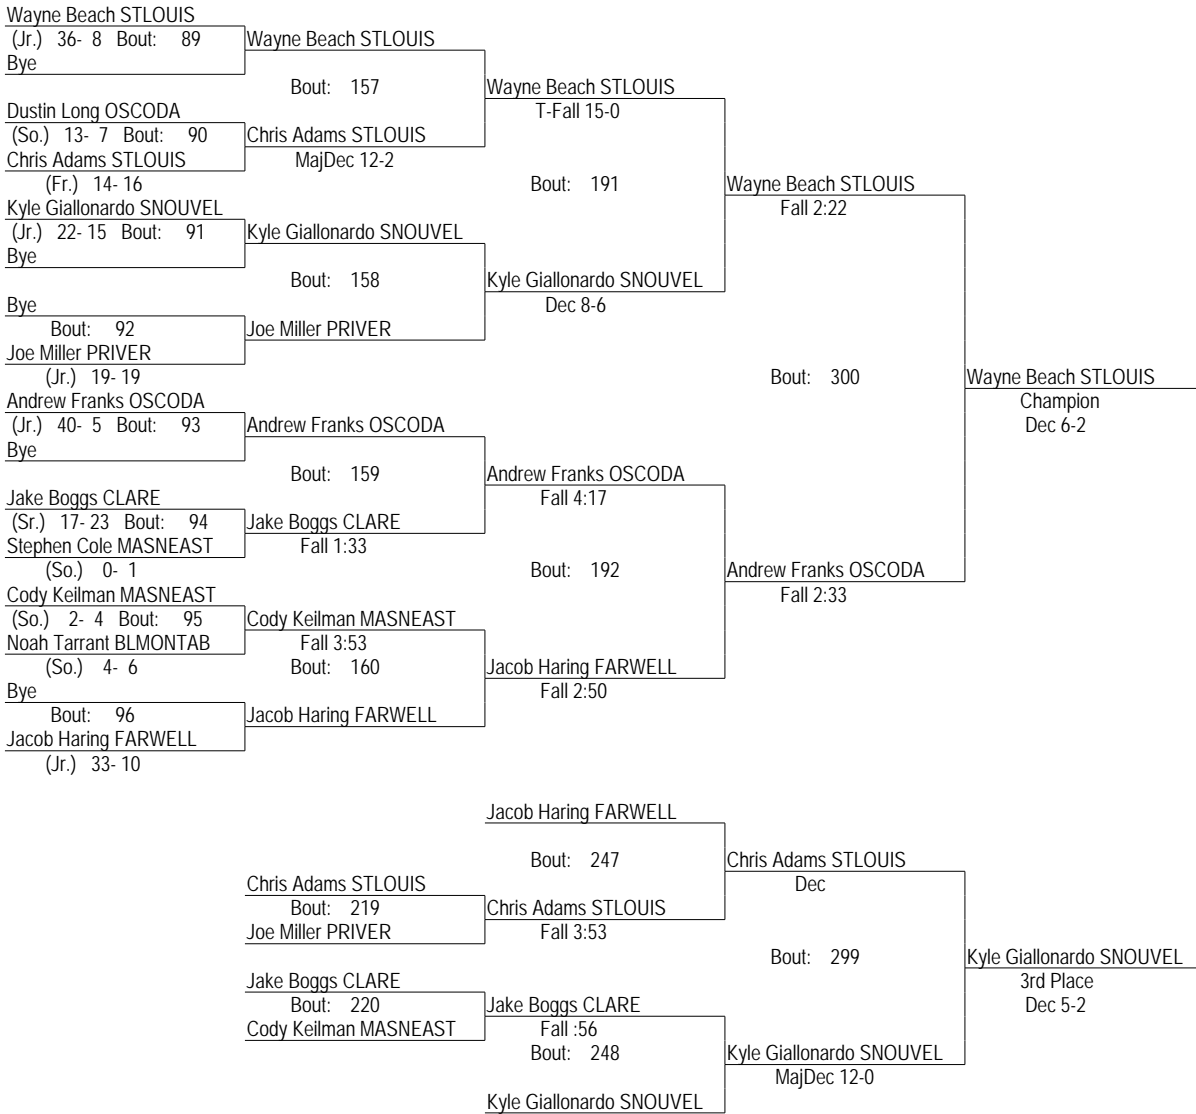 Wayne Beach STLOUIS
(Jr.) 36- 8 Bout: 89
Bye
Wayne Beach STLOUIS
Bout: 157
Dustin Long OSCODA
(So.) 13- 7 Bout: 90
Chris Adams STLOUIS
(Fr.) 14- 16
Chris Adams STLOUIS
MajDec 12-2
Wayne Beach STLOUIS
T-Fall 15-0
Bout: 191
Kyle Giallonardo SNOUVEL
(Jr.) 22- 15 Bout: 91
Bye
Kyle Giallonardo SNOUVEL
Bout: 158
Bye
Bout: 92
Joe Miller PRIVER
(Jr.) 19- 19
Joe Miller PRIVER
Kyle Giallonardo SNOUVEL
Dec 8-6
Wayne Beach STLOUIS
Fall 2:22
Bout: 300
Andrew Franks OSCODA
(Jr.) 40- 5 Bout: 93
Bye
Andrew Franks OSCODA
Bout: 159
Jake Boggs CLARE
(Sr.) 17- 23 Bout: 94
Stephen Cole MASNEAST
(So.) 0- 1
Jake Boggs CLARE
Fall 1:33
Andrew Franks OSCODA
Fall 4:17
Bout: 192
Cody Keilman MASNEAST
(So.) 2- 4 Bout: 95
Noah Tarrant BLMONTAB
(So.) 4- 6
Cody Keilman MASNEAST
Fall 3:53
Bout: 160
Bye
Bout: 96
Jacob Haring FARWELL
(Jr.) 33- 10
Jacob Haring FARWELL
Jacob Haring FARWELL
Fall 2:50
Andrew Franks OSCODA
Fall 2:33
Wayne Beach STLOUIS
Champion
Dec 6-2
Jacob Haring FARWELL
Bout: 247
Chris Adams STLOUIS
Bout: 219
Joe Miller PRIVER
Chris Adams STLOUIS
Fall 3:53
Chris Adams STLOUIS
Dec
Bout: 299
Jake Boggs CLARE
Bout: 220
Cody Keilman MASNEAST
Jake Boggs CLARE
Fall :56
Bout: 248
Kyle Giallonardo SNOUVEL
Kyle Giallonardo SNOUVEL
MajDec 12-0
Kyle Giallonardo SNOUVEL
3rd Place
Dec 5-2